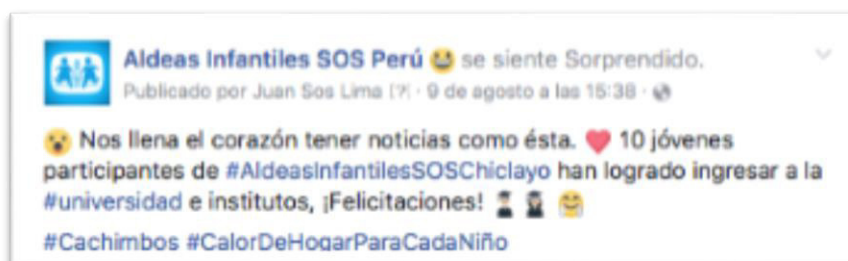 Aldeas Infantiles SOS Perú 😃 se siente Sorprendido.
Publicado por Juan Sos Lima [?] · 9 de agosto a las 15:38 ·
😮 Nos llena el corazón tener noticias como ésta. ❤️ 10 jóvenes
participantes de #AldeasInfantilesSOSChiclayo han logrado ingresar a la
#universidad e institutos, ¡Felicitaciones! 👨‍🎓 👩‍🎓 🤗
#Cachimbos #CalorDeHogarParaCadaNiño